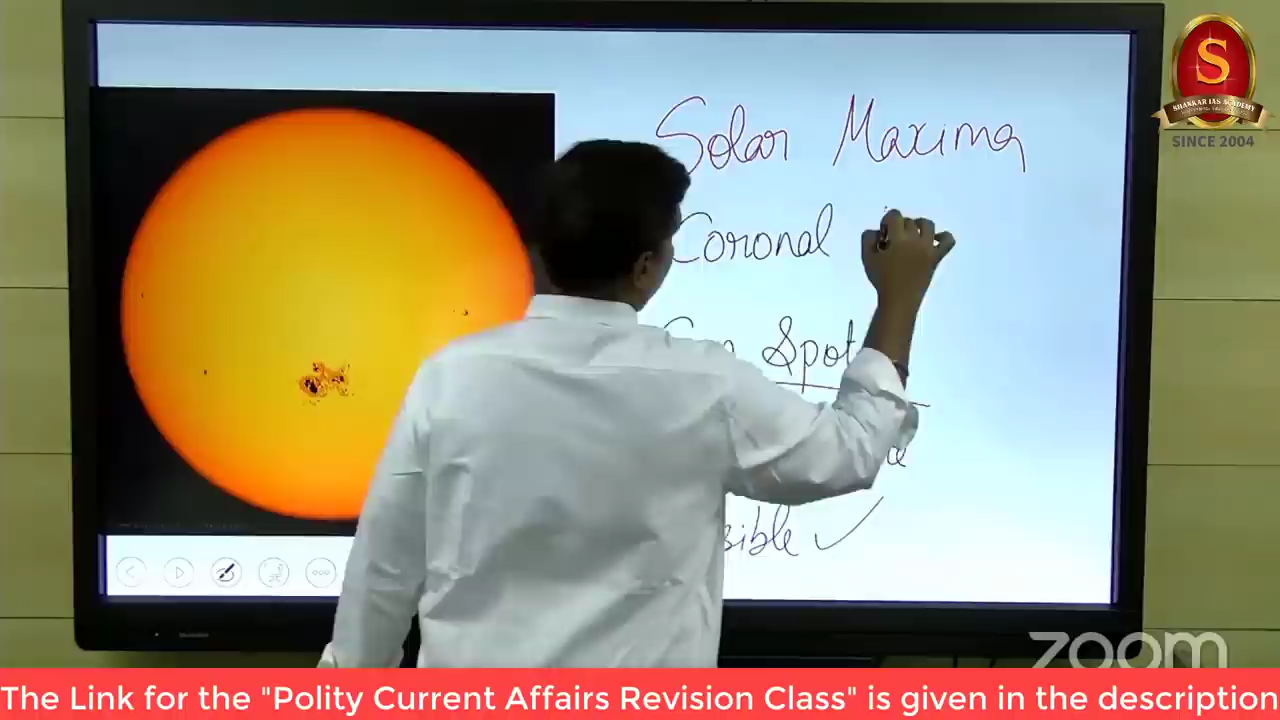 Solar Maxima
Coronal
Spot
sible
S
SHANKAR IAS ACADEMY
SINCE 2004
zoom
The Link for the "Polity Current Affairs Revision Class" is given in the description